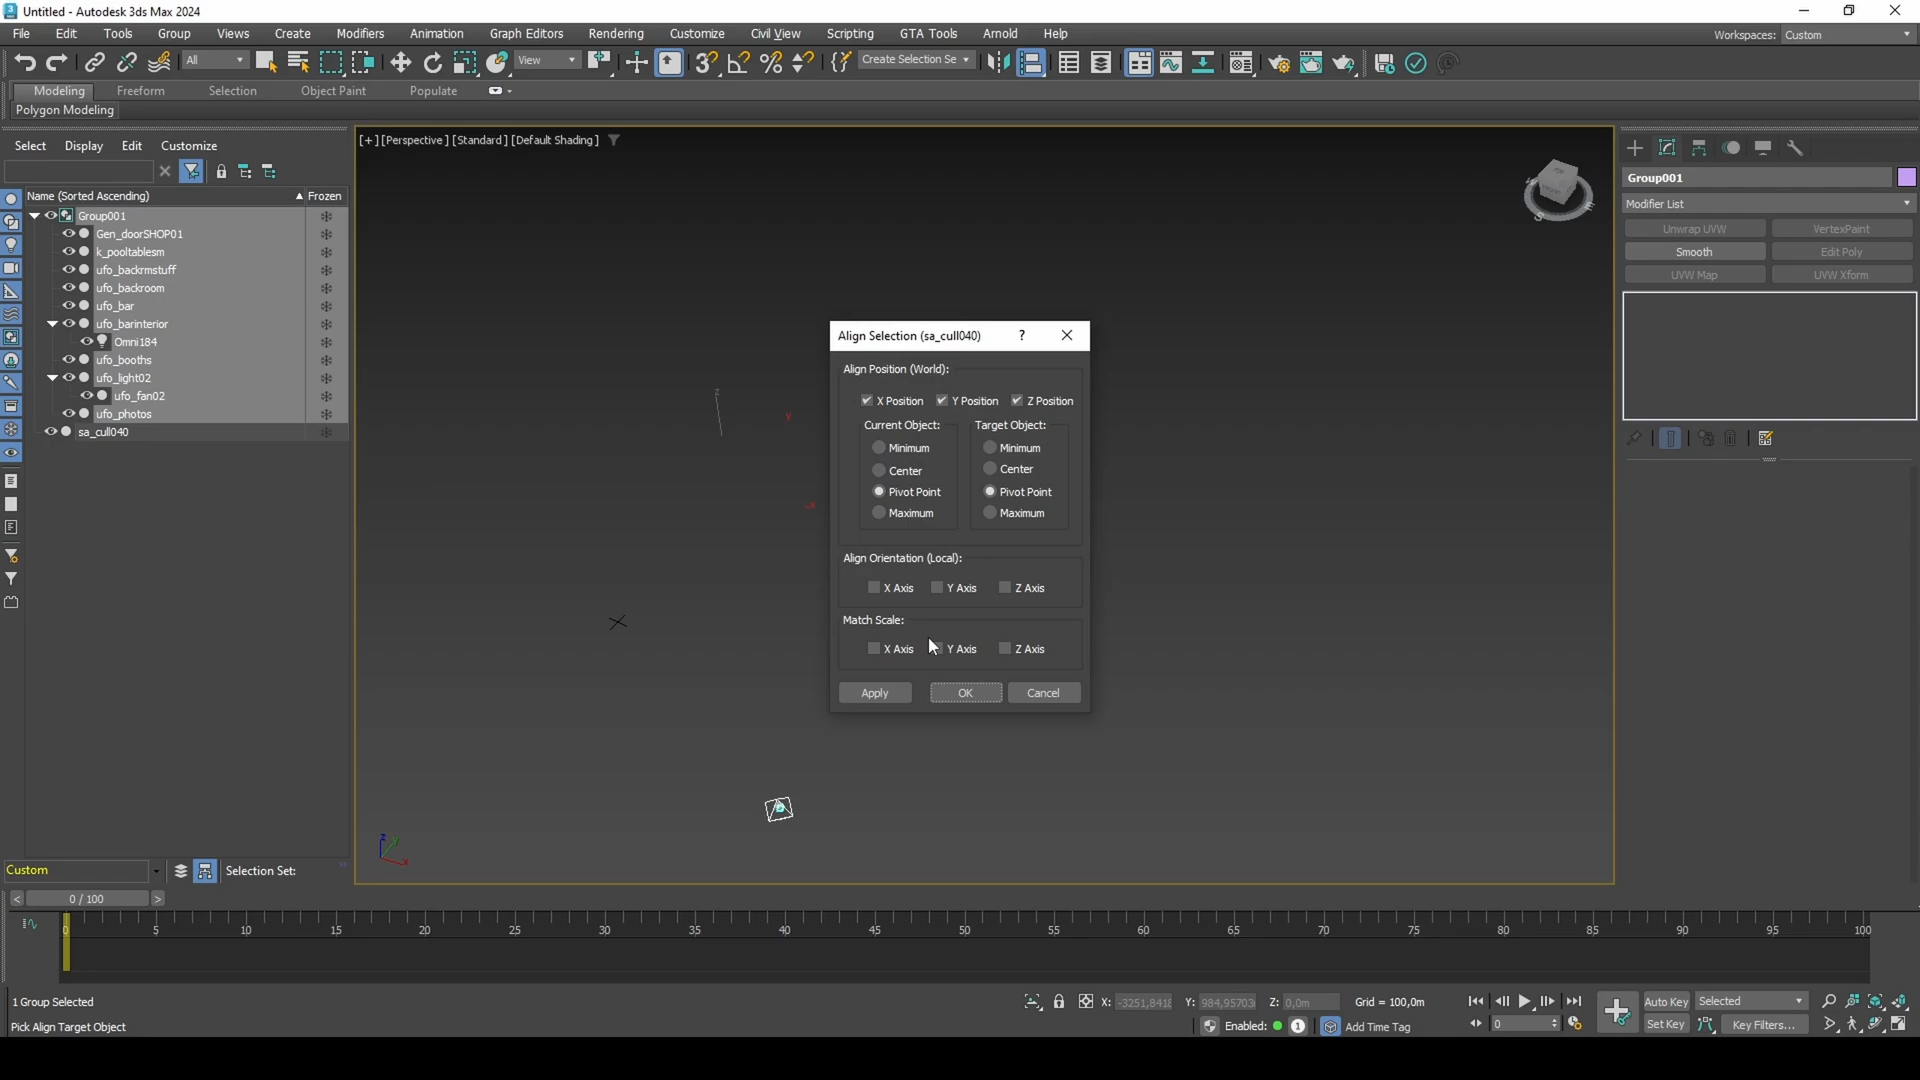 Untitled - Autodesk 3ds Max 2024
File Edit Tools Group Views Create Modifiers Animation Graph Editors Rendering Customize Civil View Scripting GTA Tools Arnold Help
Workspaces: Custom
All View Create Selection Se
Modeling Freeform Selection Object Paint Populate
Polygon Modeling
Select Display Edit Customize
[+] [Perspective] [Standard] [Default Shading]
Name (Sorted Ascending) Frozen
Group001
Gen_doorSHOP01
k_pooltablesm
ufo_backrmstuff
ufo_backroom
ufo_bar
ufo_barinterior
Omni184
ufo_booths
ufo_light02
ufo_fan02
ufo_photos
sa_cull040
Align Selection (sa_cull040) ?
Align Position (World):
X Position Y Position Z Position
Current Object: Target Object:
Minimum Minimum
Center Center
Pivot Point Pivot Point
Maximum Maximum
Align Orientation (Local):
X Axis Y Axis Z Axis
Match Scale:
X Axis Y Axis Z Axis
Apply OK Cancel
z
y
x
Group001
Modifier List
Unwrap UVW VertexPaint
Smooth Edit Poly
UVW Map UVW Xform
Custom Selection Set:
< 0 / 100 >
0 5 10 15 20 25 30 35 40 45 50 55 60 65 70 75 80 85 90 95 100
1 Group Selected
X: -3251,8418 Y: 984,95703 Z: 0,0m Grid = 100,0m
Auto Key Selected
Pick Align Target Object
Enabled: 1 Add Time Tag
0 Set Key Key Filters...